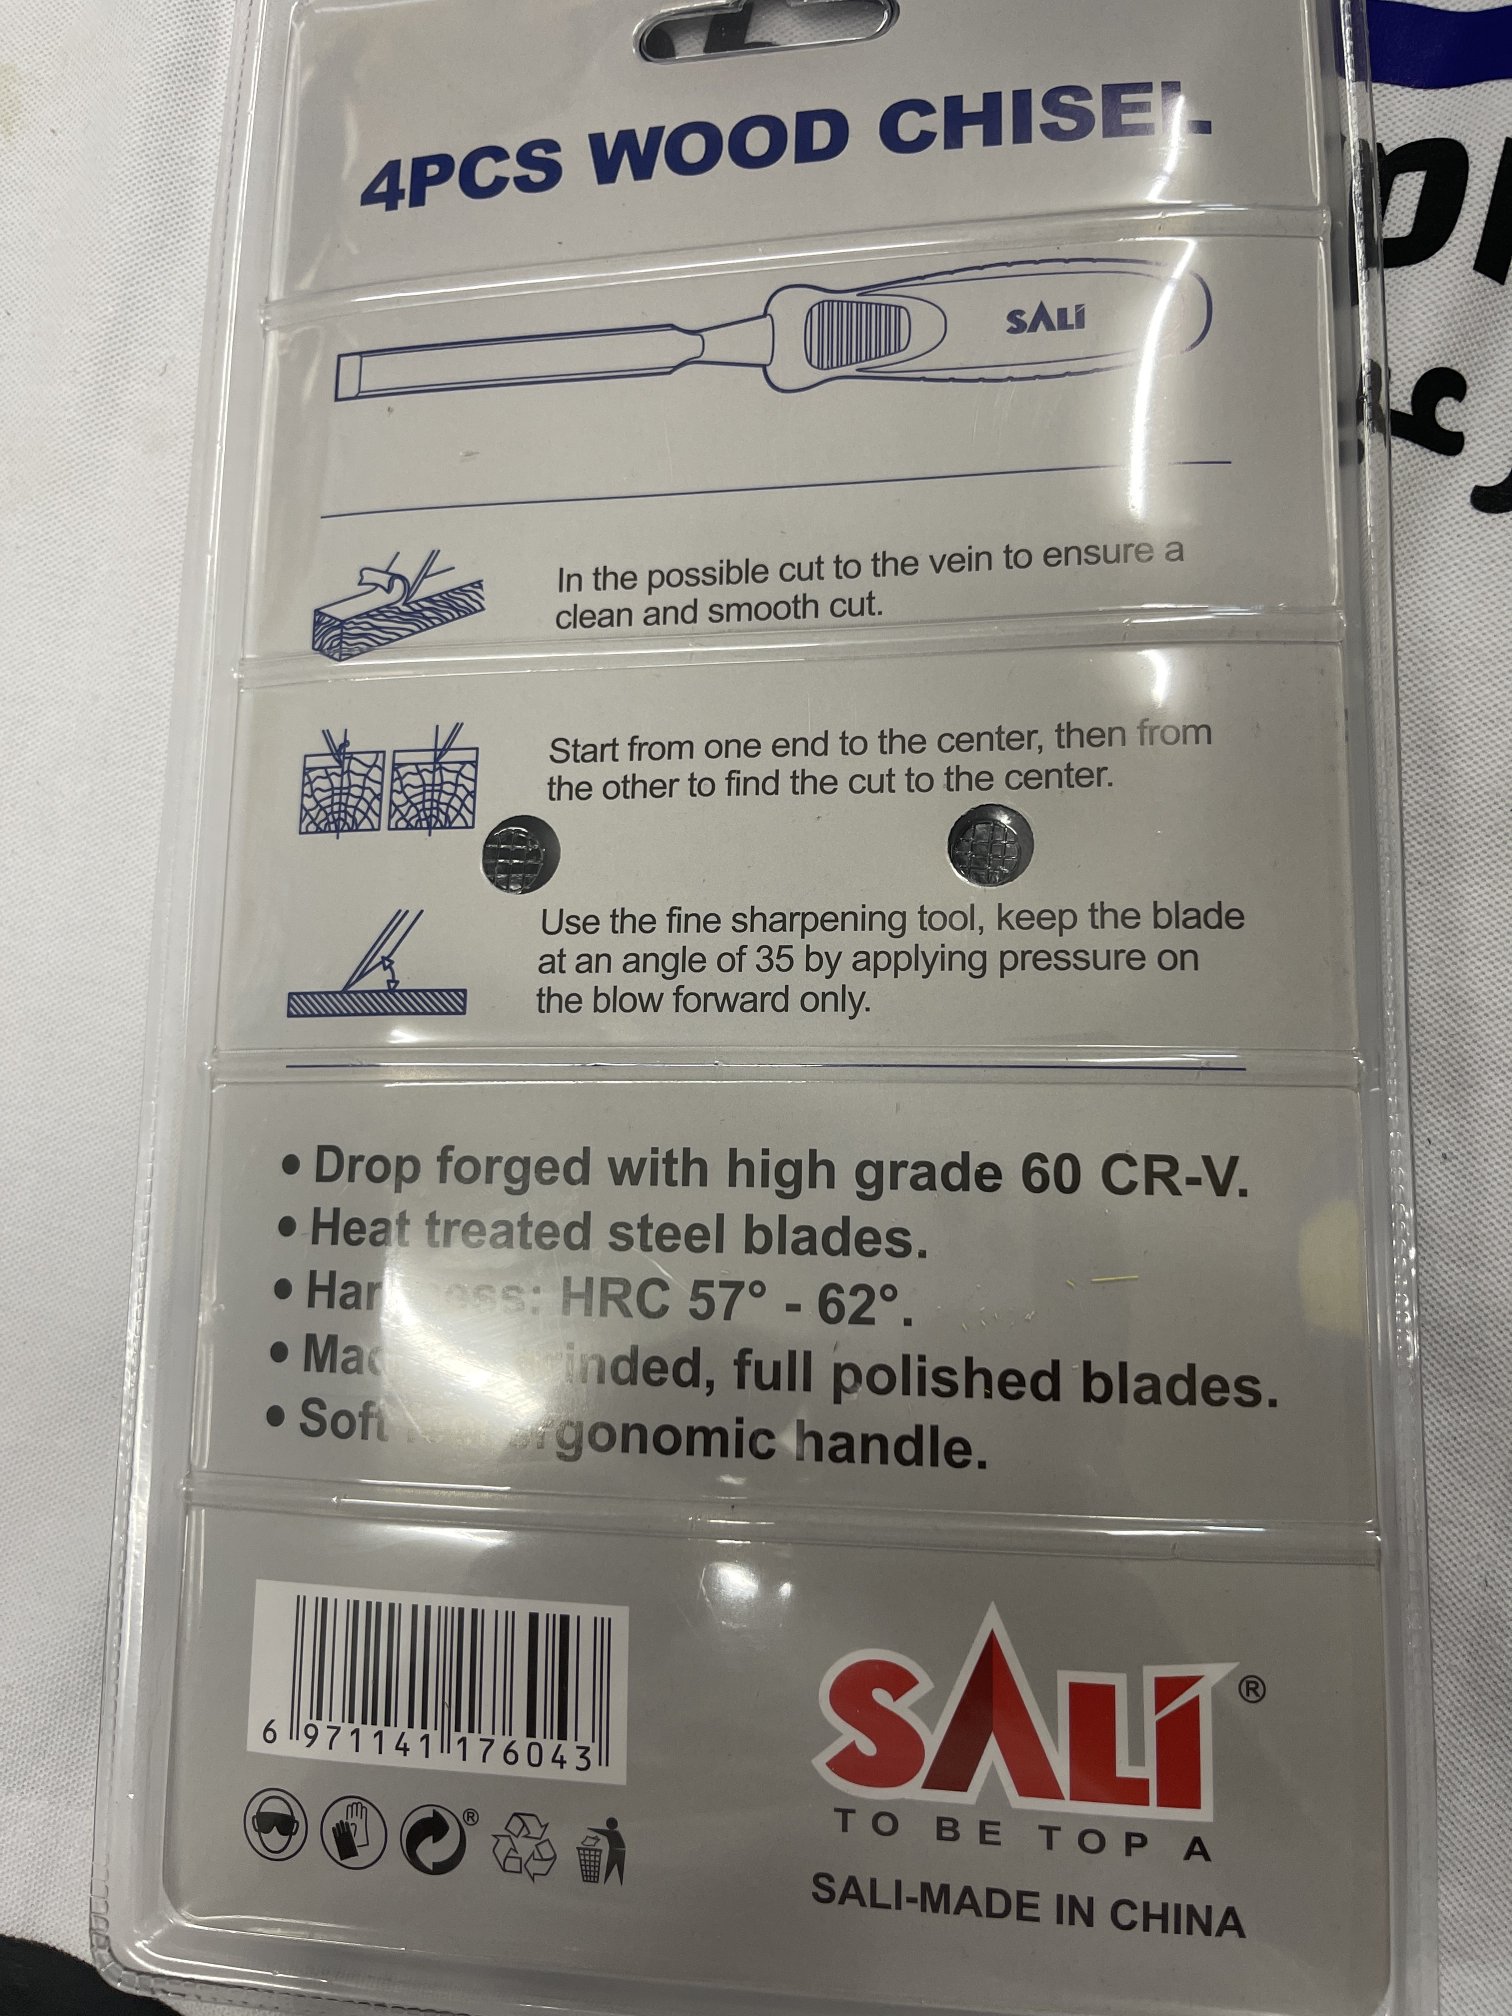 4PCS WOOD CHISEL
SALI
In the possible cut to the vein to ensure a
clean and smooth cut.
Start from one end to the center, then from
the other to find the cut to the center.
Use the fine sharpening tool, keep the blade
at an angle of 35 by applying pressure on
the blow forward only.
• Drop forged with high grade 60 CR-V.
• Heat treated steel blades.
• Hardness: HRC 57° - 62°.
• full polished blades.
• Soft ergonomic handle.
6 971141 176043
®
SALI ®
TO BE TOP A
SALI-MADE IN CHINA